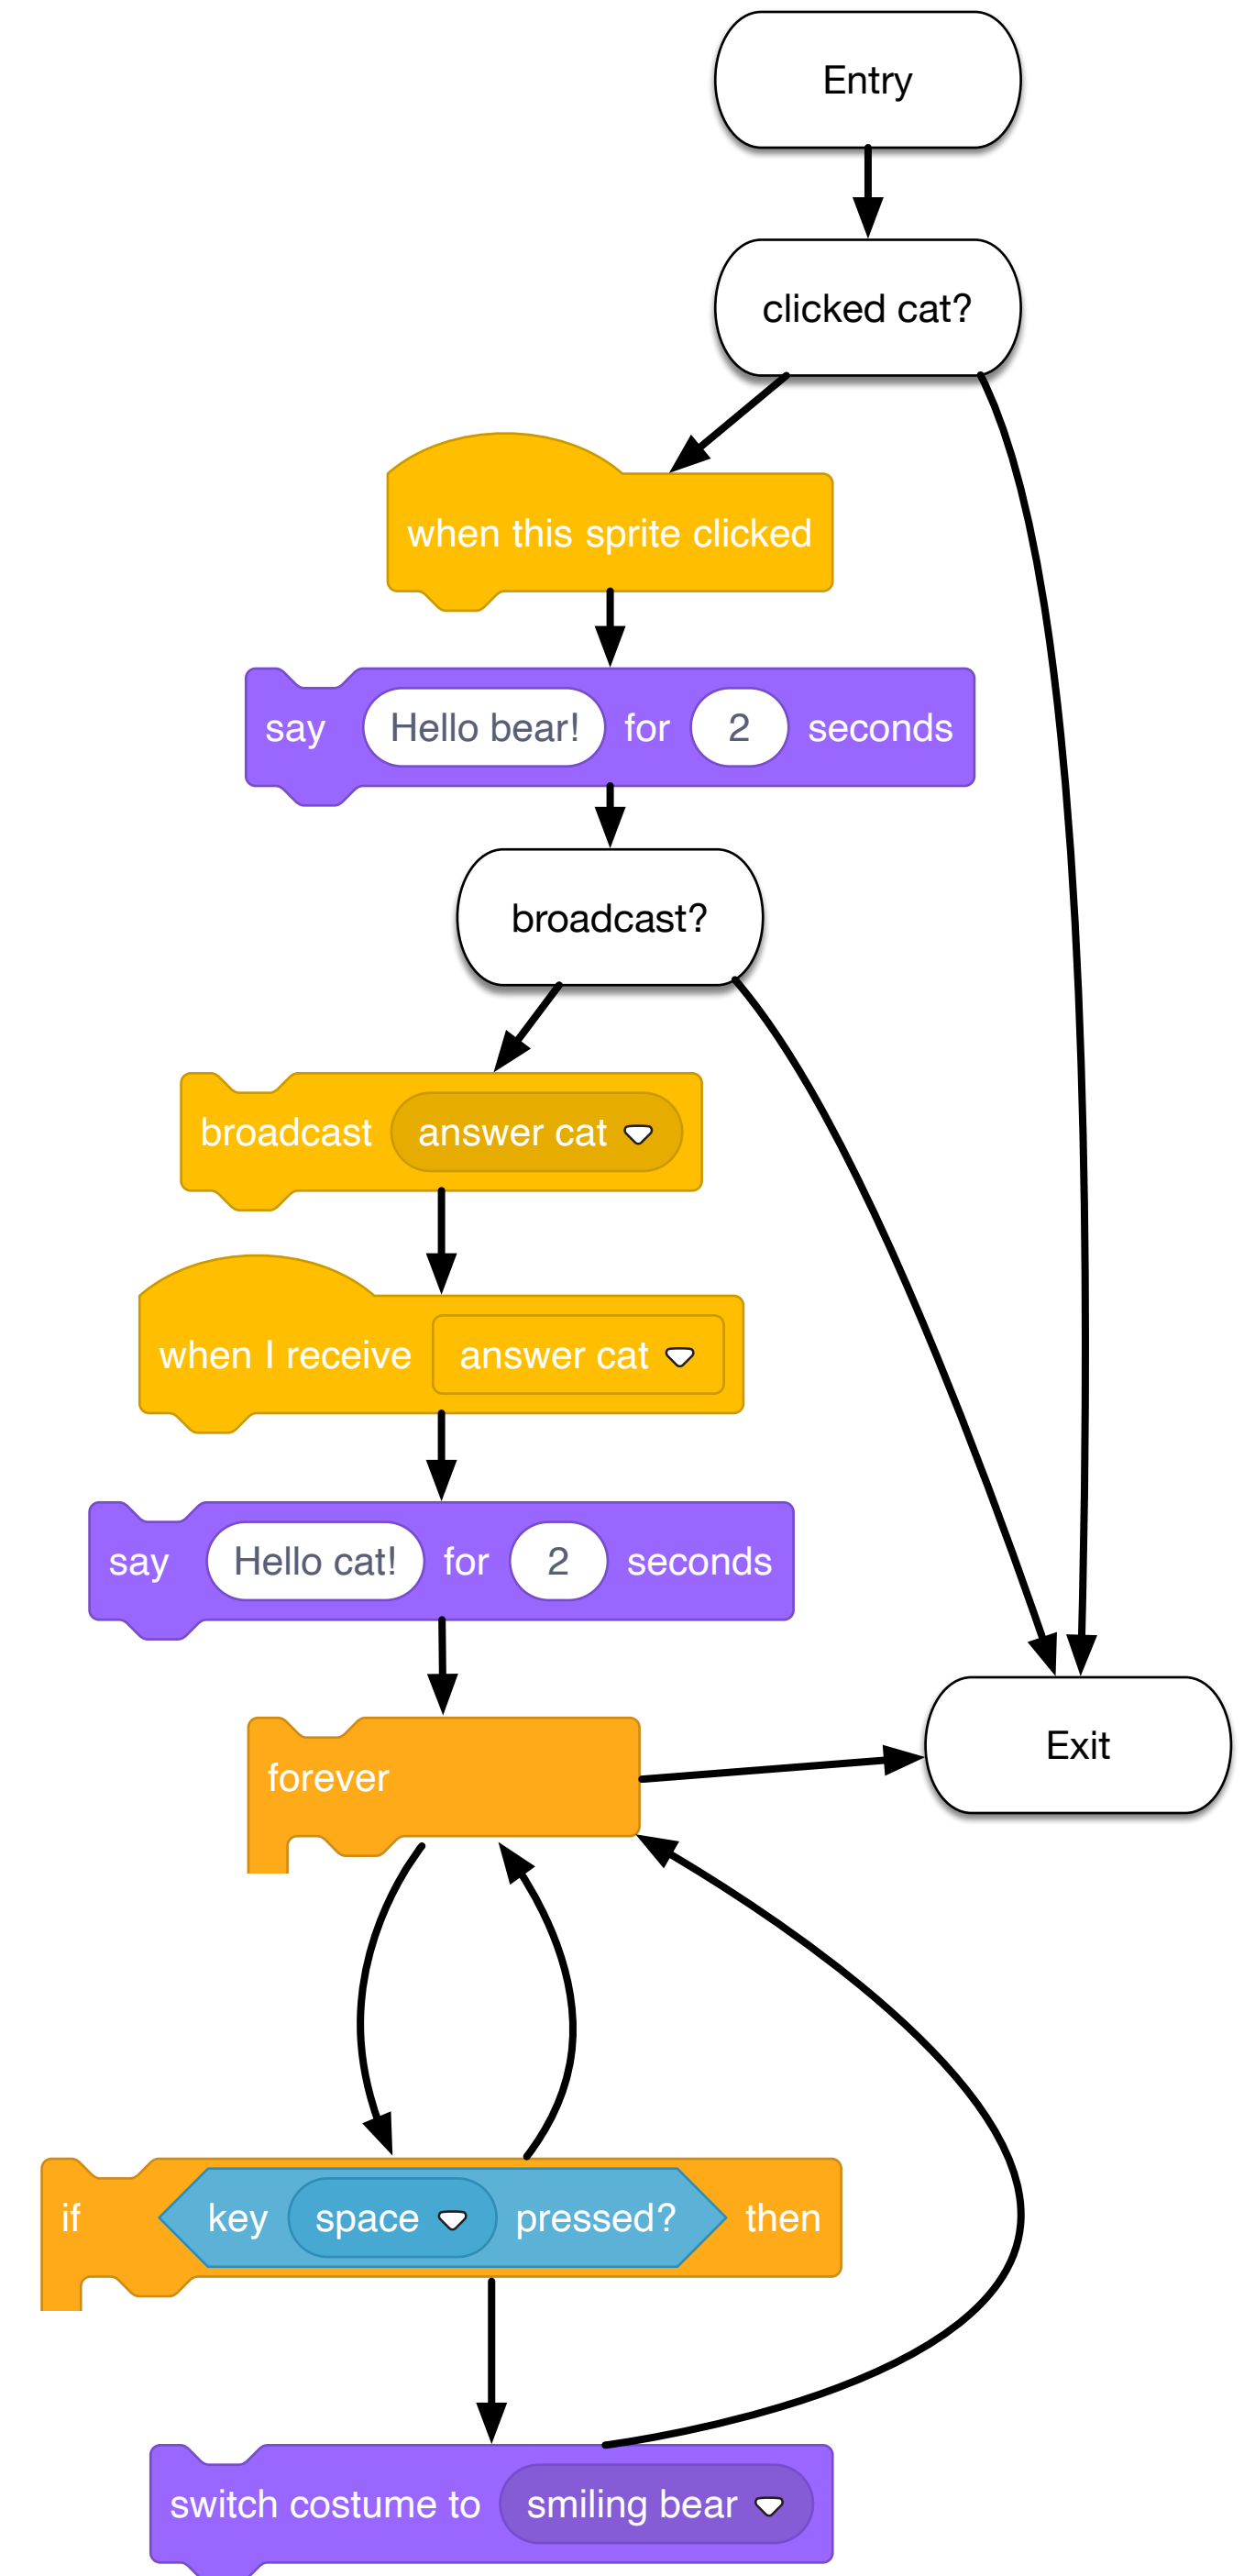 Entry
clicked cat?
when this sprite clicked
say Hello bear! for 2 seconds
broadcast?
broadcast answer cat
when I receive answer cat
say Hello cat! for 2 seconds
forever
Exit
if key space pressed? then
switch costume to smiling bear